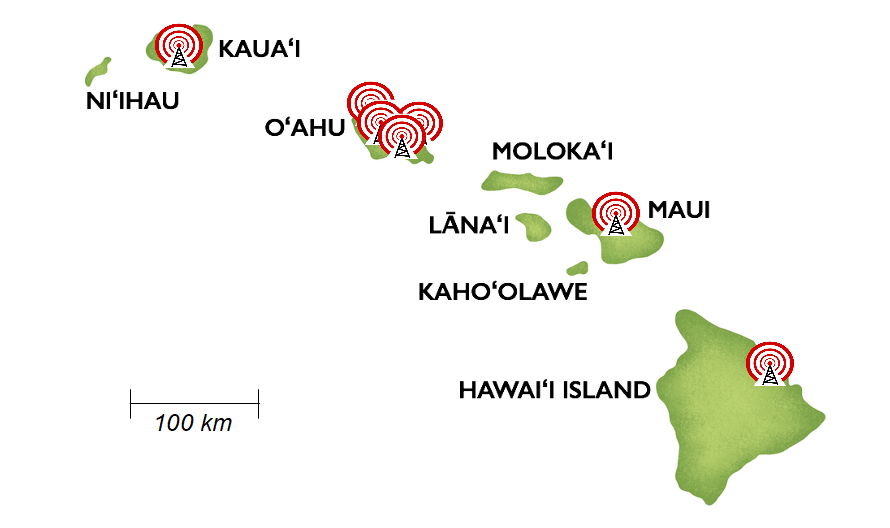 KAUAʻI
NIʻIHAU
OʻAHU
MOLOKAʻI
MAUI
LĀNAʻI
KAHOʻOLAWE
HAWAIʻI ISLAND
100 km